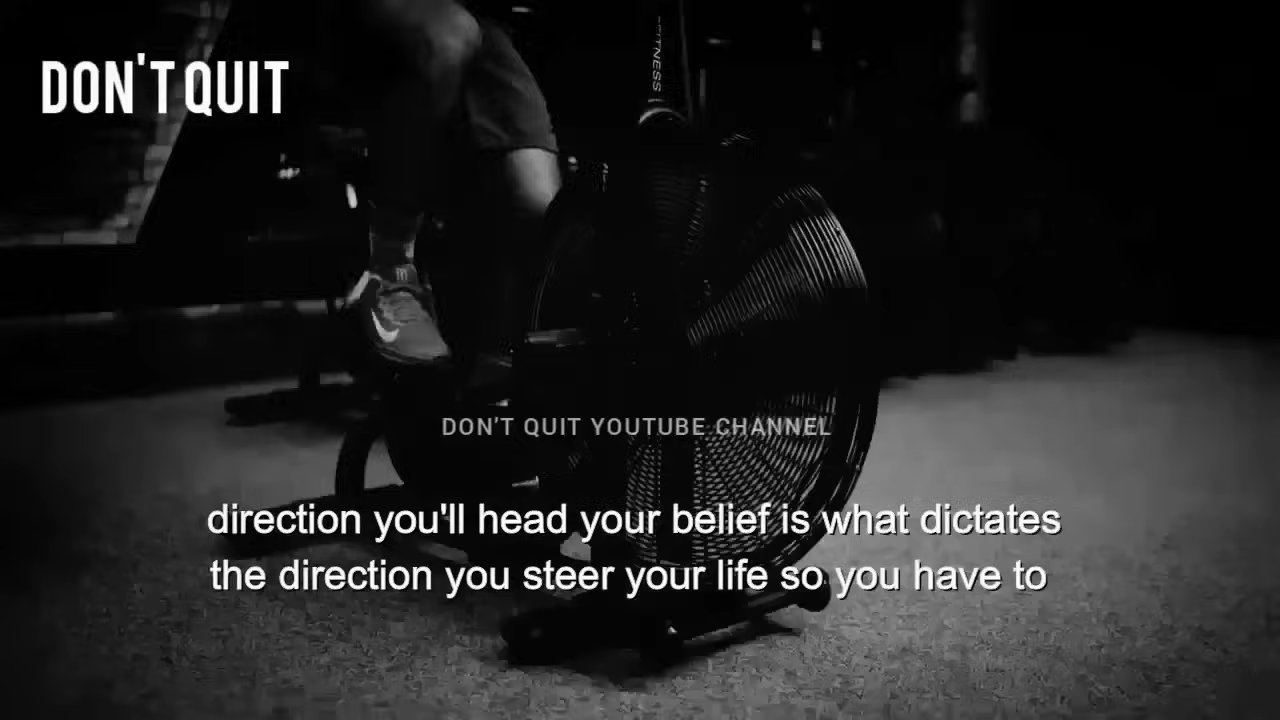 DON'T QUIT
FITNESS
DON'T QUIT YOUTUBE CHANNEL
direction you'll head your belief is what dictates
the direction you steer your life so you have to